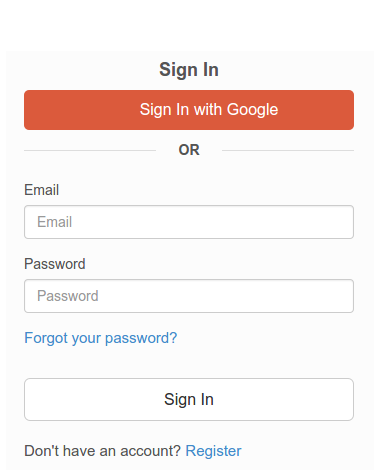 Sign In
Sign In with Google
OR
Email
Email
Password
Password
Forgot your password?
Sign In
Don't have an account? Register